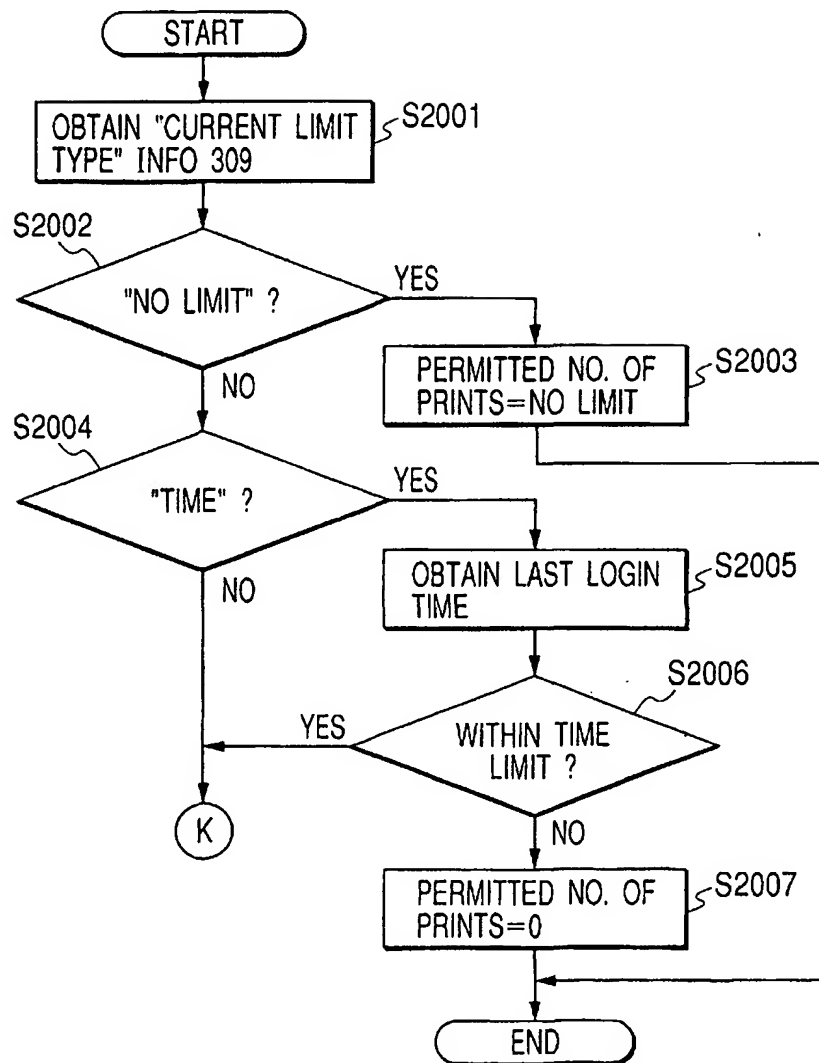 START
S2001
OBTAIN "CURRENT LIMIT
TYPE" INFO 309
S2002
"NO LIMIT" ?
YES
NO
S2003
PERMITTED NO. OF
PRINTS=NO LIMIT
S2004
"TIME" ?
YES
NO
S2005
OBTAIN LAST LOGIN
TIME
S2006
WITHIN TIME
LIMIT ?
YES
NO
K
S2007
PERMITTED NO. OF
PRINTS=0
END